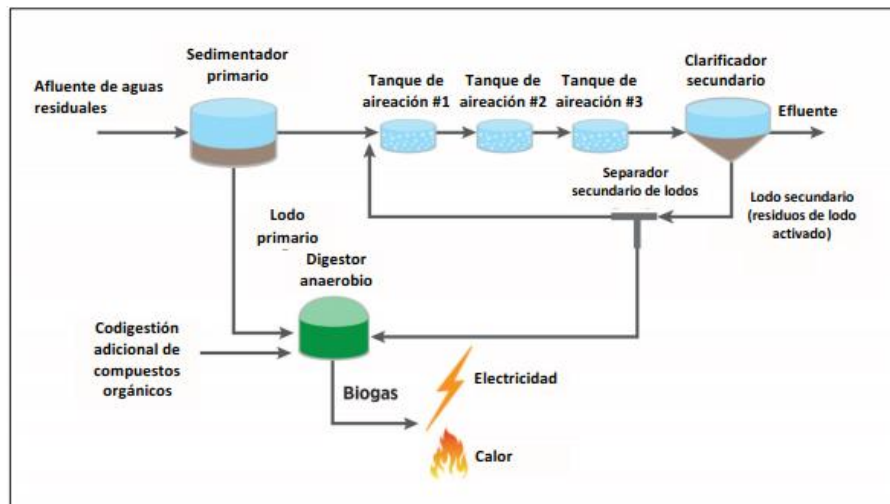 Sedimentador
primario
Afluente de aguas
residuales
Tanque de
aireación #1
Tanque de
aireación #2
Tanque de
aireación #3
Clarificador
secundario
Efluente
Separador
secundario de lodos
Lodo secundario
(residuos de lodo
activado)
Lodo
primario
Digestor
anaerobio
Codigestión
adicional de
compuestos
orgánicos
Biogas
Electricidad
Calor